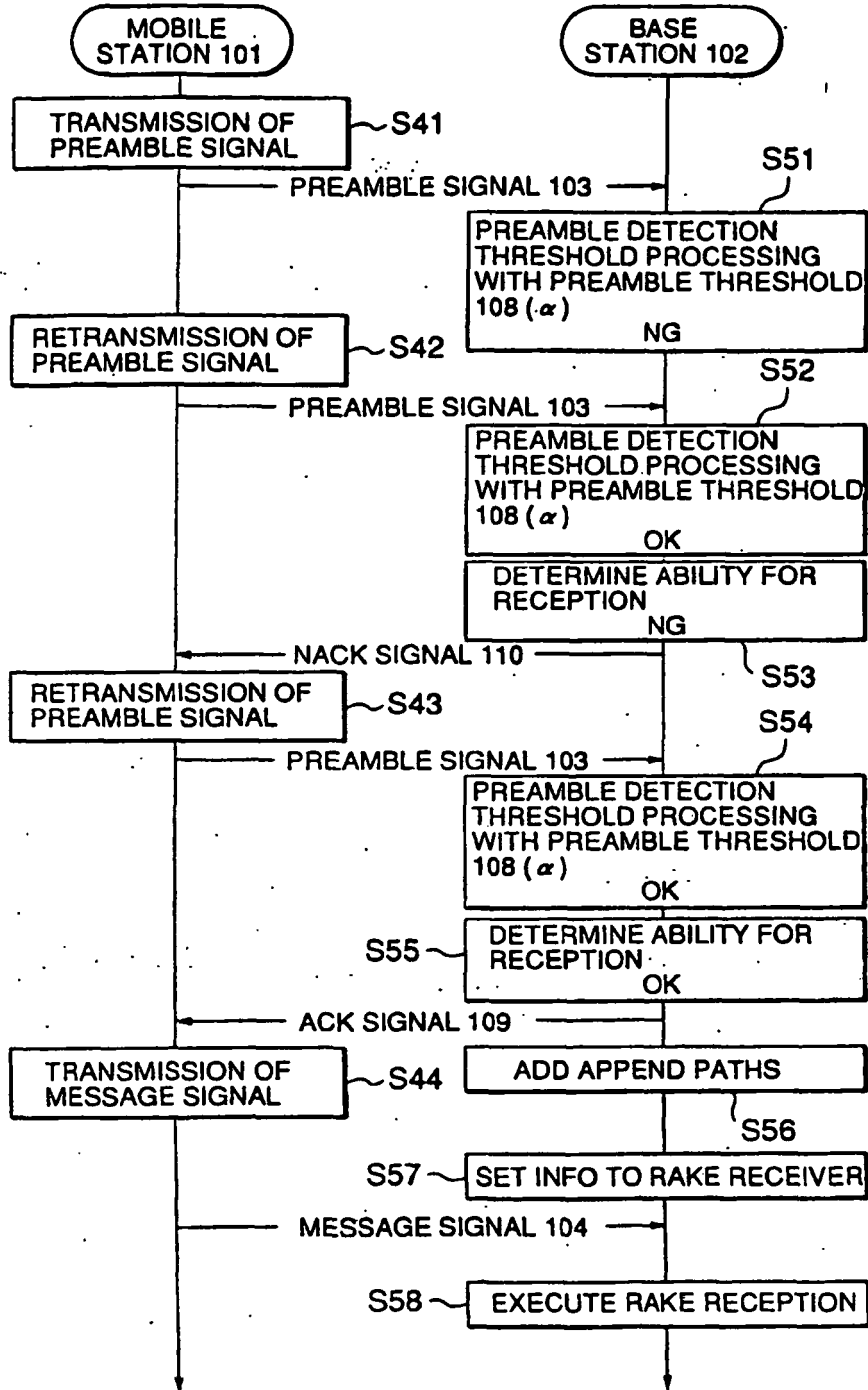 MOBILE
STATION 101
BASE
STATION 102
TRANSMISSION OF
PREAMBLE SIGNAL
S41
PREAMBLE SIGNAL 103
S51
PREAMBLE DETECTION
THRESHOLD PROCESSING
WITH PREAMBLE THRESHOLD
108 (α)
NG
RETRANSMISSION OF
PREAMBLE SIGNAL
S42
S52
PREAMBLE SIGNAL 103
PREAMBLE DETECTION
THRESHOLD PROCESSING
WITH PREAMBLE THRESHOLD
108 (α)
OK
DETERMINE ABILITY FOR
RECEPTION
NG
NACK SIGNAL 110
S53
RETRANSMISSION OF
PREAMBLE SIGNAL
S43
S54
PREAMBLE SIGNAL 103
PREAMBLE DETECTION
THRESHOLD PROCESSING
WITH PREAMBLE THRESHOLD
108 (α)
OK
S55
DETERMINE ABILITY FOR
RECEPTION
OK
ACK SIGNAL 109
TRANSMISSION OF
MESSAGE SIGNAL
S44
ADD APPEND PATHS
S56
S57
SET INFO TO RAKE RECEIVER
MESSAGE SIGNAL 104
S58
EXECUTE RAKE RECEPTION